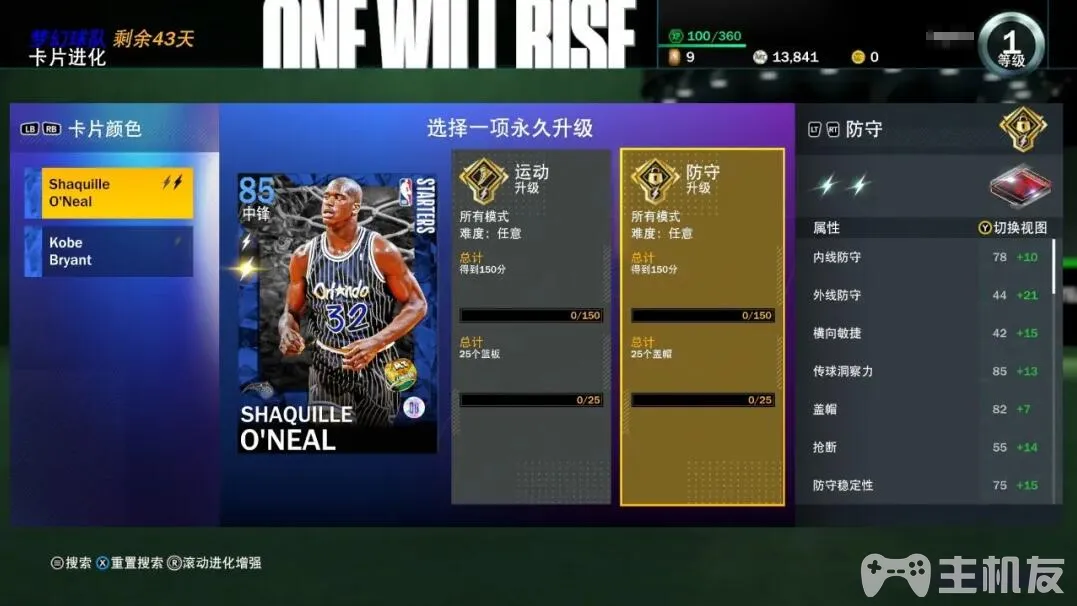 ONE WILL RISE
梦幻球队 剩余43天
卡片进化
XP 100/360
9
MC 13,841
0
1
等级
LB RB 卡片颜色
Shaquille
O'Neal
Kobe
Bryant
选择一项永久升级
85
中锋
STARTERS
Orlando
32
SHAQUILLE
O'NEAL
运动
升级
所有模式
难度：任意
总计
得到150分
0/150
总计
25个篮板
0/25
防守
升级
所有模式
难度：任意
总计
得到150分
0/150
总计
25个盖帽
0/25
LT RT 防守
属性
Y切换视图
内线防守 78 +10
外线防守 44 +21
横向敏捷 42 +15
传球洞察力 85 +13
盖帽 82 +7
抢断 55 +14
防守稳定性 75 +15
搜索 X重置搜索 R滚动进化增强
主机友